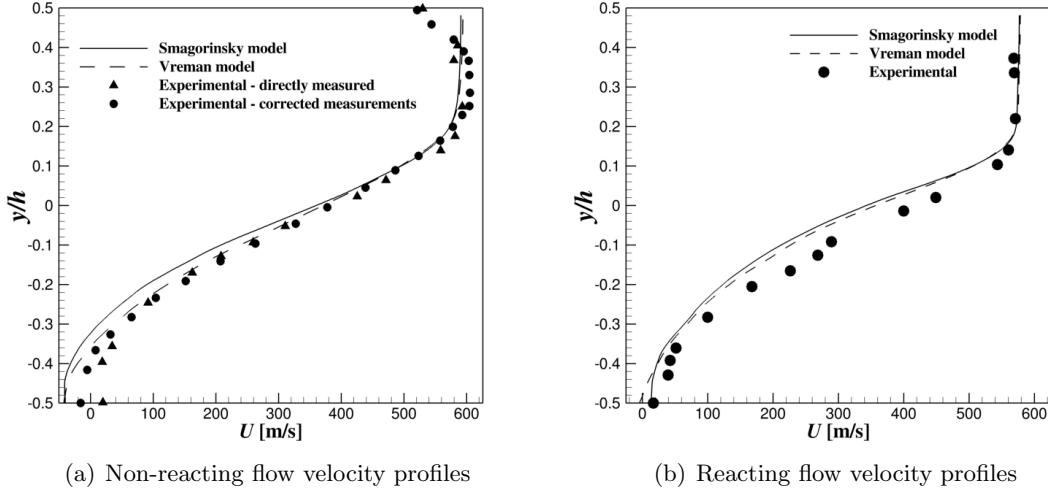 0.5
0.4
0.3
0.2
0.1
0
-0.1
-0.2
-0.3
-0.4
-0.5
y/h
Smagorinsky model
Vreman model
Experimental - directly measured
Experimental - corrected measurements
0 100 200 300 400 500 600
U [m/s]
(a) Non-reacting flow velocity profiles
0.5
0.4
0.3
0.2
0.1
0
-0.1
-0.2
-0.3
-0.4
-0.5
y/h
Smagorinsky model
Vreman model
Experimental
0 100 200 300 400 500 600
U [m/s]
(b) Reacting flow velocity profiles